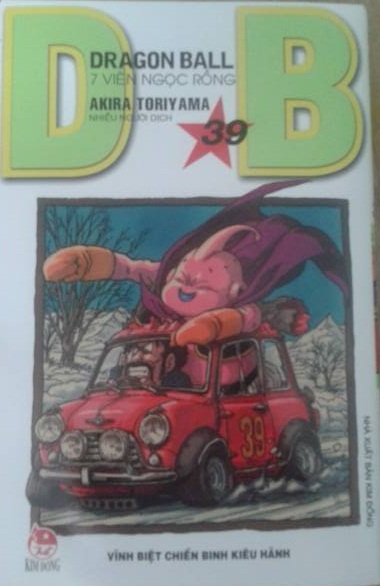 DB
DRAGON BALL
7 VIÊN NGỌC RỒNG
AKIRA TORIYAMA
NHIỀU NGƯỜI DỊCH
39
39
NHÀ XUẤT BẢN KIM ĐỒNG
KIM ĐỒNG
VĨNH BIỆT CHIẾN BINH KIÊU HÃNH